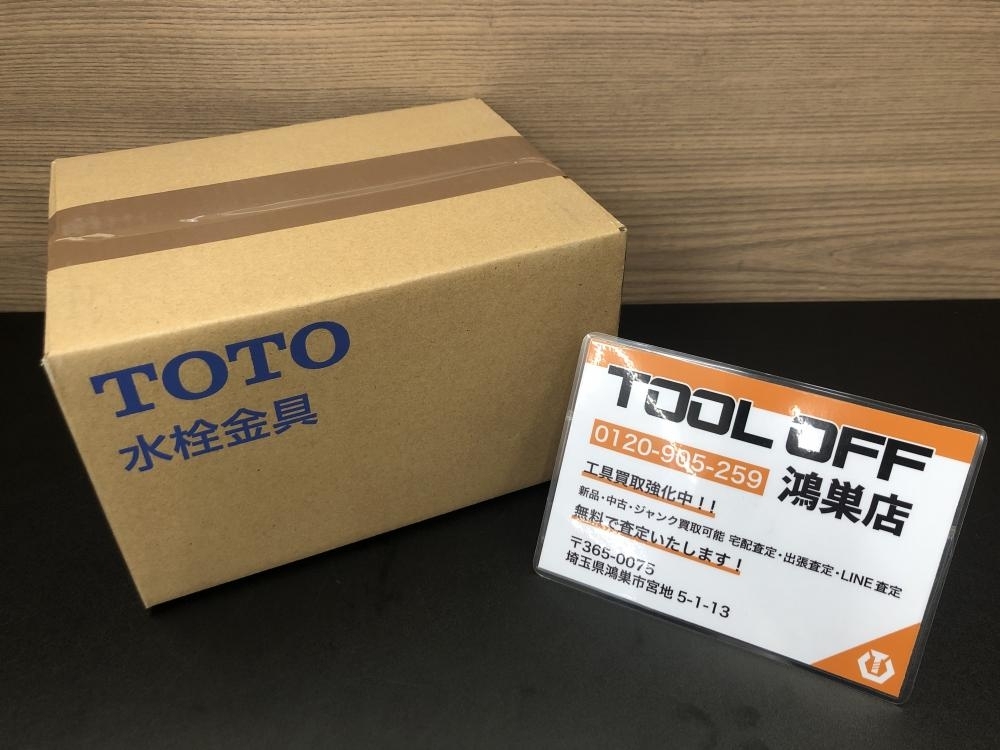 TOTO
水栓金具
TOOL OFF
0120-905-259
鴻巣店
工具買取強化中！！
新品・中古・ジャンク買取可能 宅配査定・出張査定・LINE査定
無料で査定いたします！
〒365-0075
埼玉県鴻巣市宮地 5-1-13